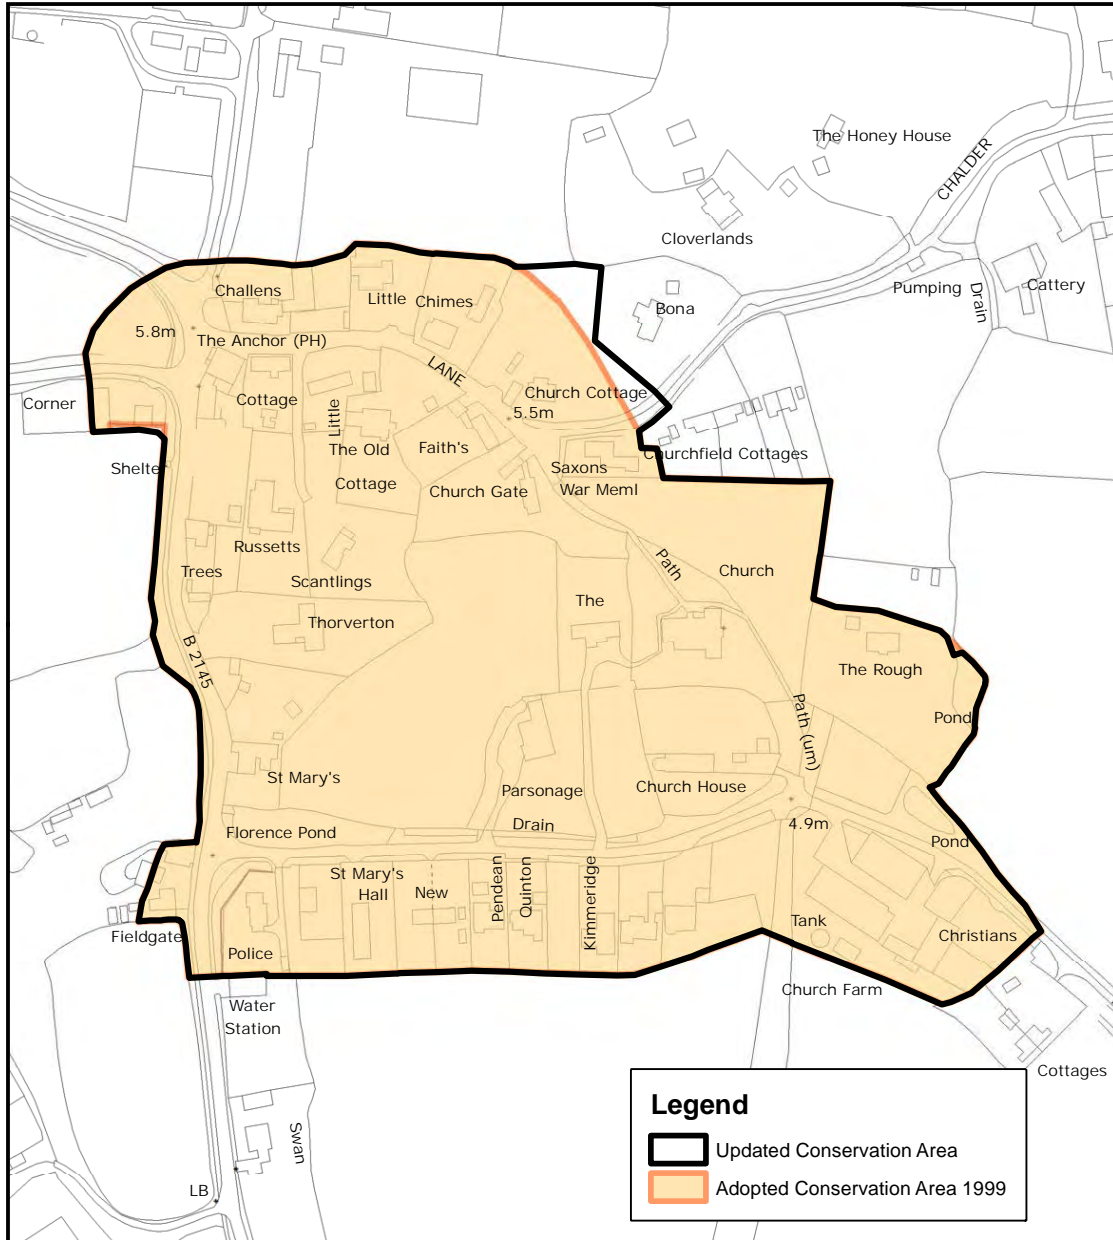 The Honey House
CHALDER
Cloverlands
Pumping
Drain
Cattery
Challens
Little
Chimes
Bona
5.8m
The Anchor (PH)
LANE
Corner
Cottage
Little
Church Cottage
5.5m
The Old
Faith's
Churchfield Cottages
Shelte
Saxons
Cottage
Church Gate
War Meml
Russetts
Trees
Scantlings
Path
Church
The
Thorverton
B 2145
The Rough
Path (um)
Pond
St Mary's
Parsonage
Church House
Drain
4.9m
Florence Pond
Pond
St Mary's
Hall
New
Pendean
Quinton
Kimmeridge
Tank
Christians
Fieldgate
Police
Church Farm
Water
Station
Cottages
Swan
LB
Legend
Updated Conservation Area
Adopted Conservation Area 1999